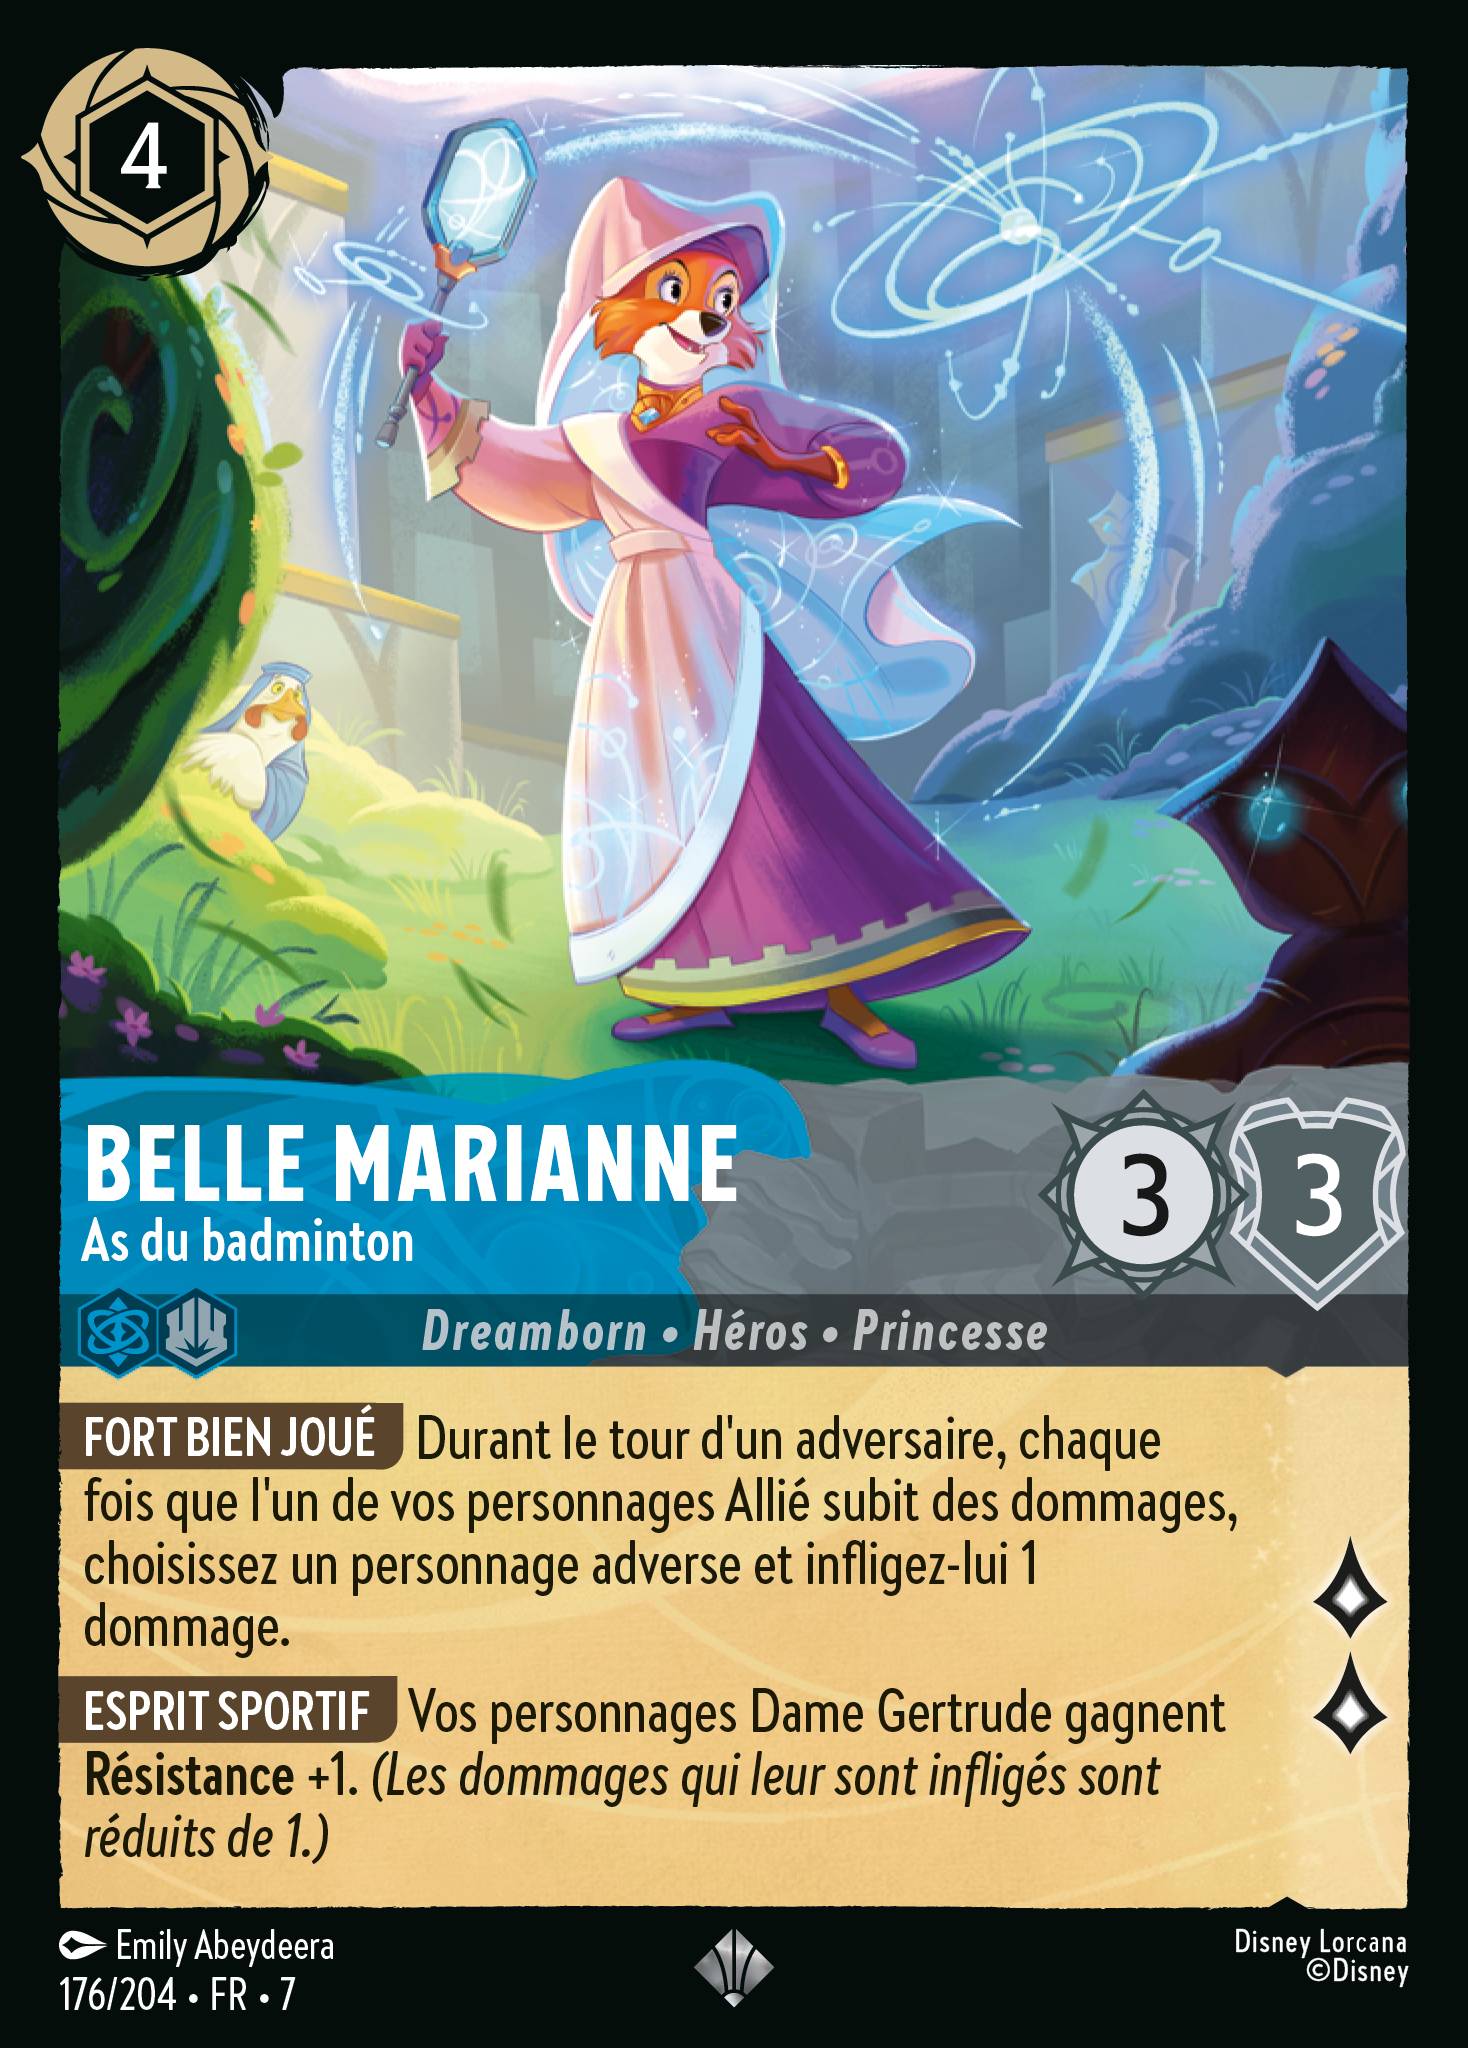 4
BELLE MARIANNE
As du badminton
3
3
Dreamborn • Héros • Princesse
FORT BIEN JOUÉ Durant le tour d'un adversaire, chaque
fois que l'un de vos personnages Allié subit des dommages,
choisissez un personnage adverse et infligez-lui 1
dommage.
ESPRIT SPORTIF Vos personnages Dame Gertrude gagnent
Résistance +1. (Les dommages qui leur sont infligés sont
réduits de 1.)
Emily Abeydeera
176/204 • FR • 7
Disney Lorcana
©Disney